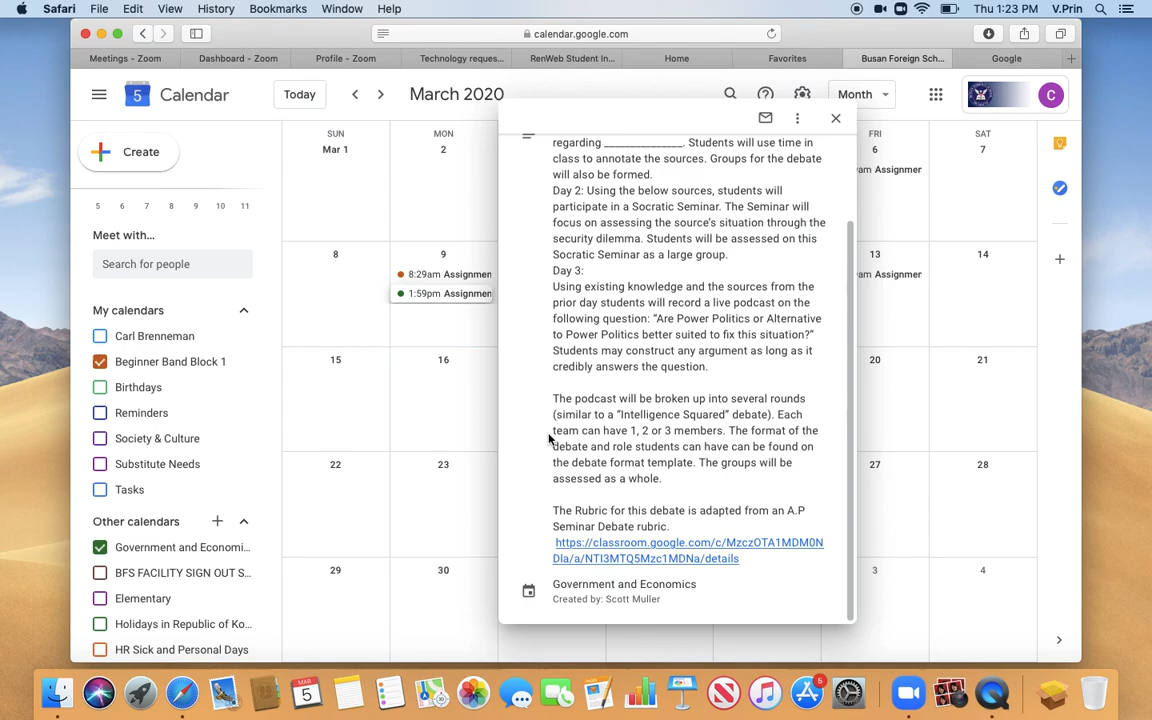 Safari File Edit View History Bookmarks Window Help
Thu 1:23 PM V.Prin
calendar.google.com
Meetings - Zoom
Dashboard - Zoom
Profile - Zoom
Technology reques...
RenWeb Student In...
Home
Favorites
Busan Foreign Sch...
Google
5 Calendar
Today
March 2020
Month
C
Create
5 6 7 8 9 10 11
Meet with...
Search for people
My calendars
Carl Brenneman
Beginner Band Block 1
Birthdays
Reminders
Society & Culture
Substitute Needs
Tasks
Other calendars
Government and Economi...
BFS FACILITY SIGN OUT S...
Elementary
Holidays in Republic of Ko...
HR Sick and Personal Days
SUN MON FRI SAT
Mar 1 2 6 7
am Assignmer
8 9 13 14
8:29am Assignmen
am Assignmer
1:59pm Assignmen
15 16 20 21
22 23 27 28
29 30 3 4
regarding ______________. Students will use time in
class to annotate the sources. Groups for the debate
will also be formed.
Day 2: Using the below sources, students will
participate in a Socratic Seminar. The Seminar will
focus on assessing the source's situation through the
security dilemma. Students will be assessed on this
Socratic Seminar as a large group.
Day 3:
Using existing knowledge and the sources from the
prior day students will record a live podcast on the
following question: “Are Power Politics or Alternative
to Power Politics better suited to fix this situation?”
Students may construct any argument as long as it
credibly answers the question.
The podcast will be broken up into several rounds
(similar to a “Intelligence Squared” debate). Each
team can have 1, 2 or 3 members. The format of the
debate and role students can have can be found on
the debate format template. The groups will be
assessed as a whole.
The Rubric for this debate is adapted from an A.P
Seminar Debate rubric.
https://classroom.google.com/c/MzczOTA1MDM0N
Dla/a/NTI3MTQ5Mzc1MDNa/details
Government and Economics
Created by: Scott Muller
MAR
5
5